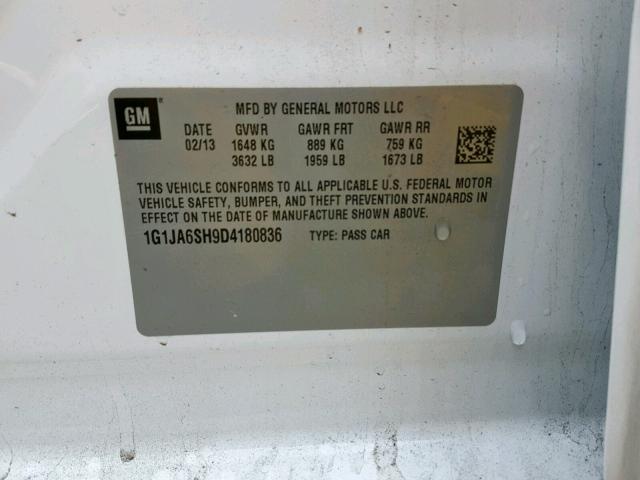 GM ®
MFD BY GENERAL MOTORS LLC
DATE GVWR GAWR FRT GAWR RR
02/13 1648 KG 889 KG 759 KG
3632 LB 1959 LB 1673 LB
THIS VEHICLE CONFORMS TO ALL APPLICABLE U.S. FEDERAL MOTOR
VEHICLE SAFETY, BUMPER, AND THEFT PREVENTION STANDARDS IN
EFFECT ON THE DATE OF MANUFACTURE SHOWN ABOVE.
1G1JA6SH9D4180836 TYPE: PASS CAR